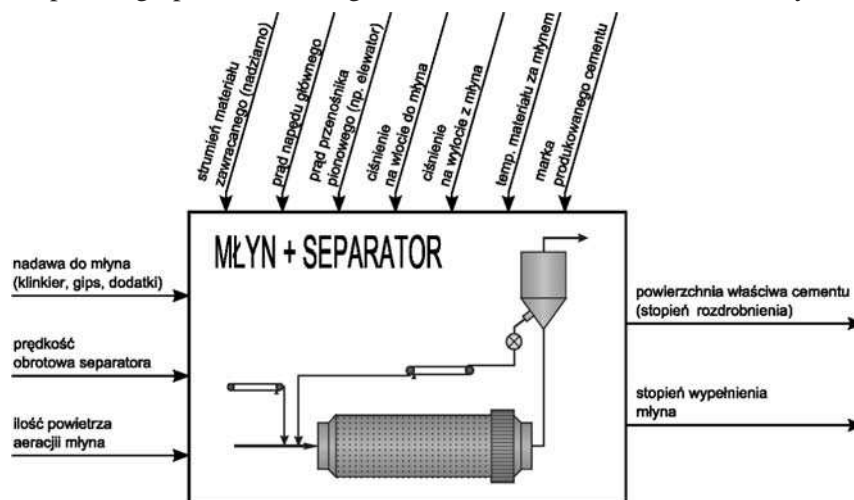 strumień materiału
zawracanego (nadziarno)
prąd napędu głównego
prąd przenośnika
pionowego (np. elewator)
ciśnienie
na wlocie do młyna
ciśnienie
na wylocie z młyna
temp. materiału za młynem
marka
produkowanego cementu
MŁYN + SEPARATOR
nadawa do młyna
(klinkier, gips, dodatki)
prędkość
obrotowa separatora
ilość powietrza
aeracjii młyna
powierzchnia właściwa cementu
(stopień rozdrobnienia)
stopień wypełnienia
młyna